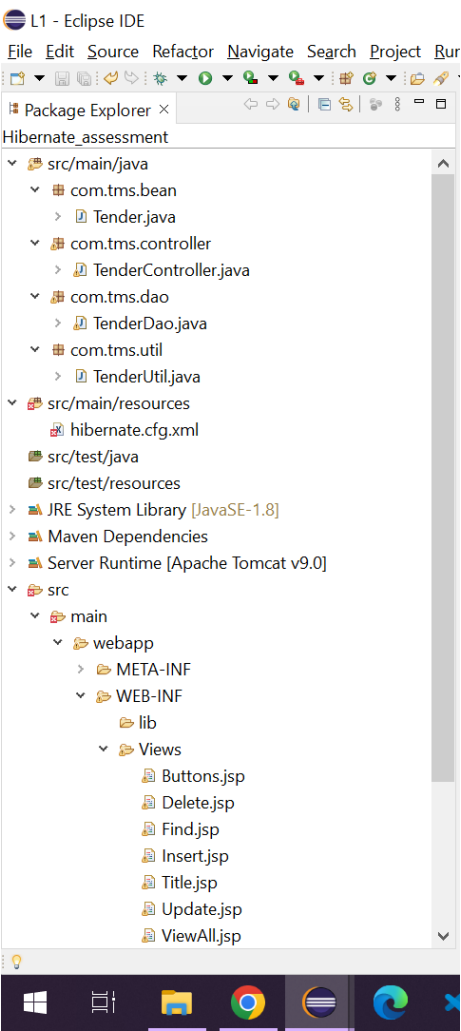 L1 - Eclipse IDE
File Edit Source Refactor Navigate Search Project Run
Package Explorer ×
Hibernate_assessment
src/main/java
com.tms.bean
Tender.java
com.tms.controller
TenderController.java
com.tms.dao
TenderDao.java
com.tms.util
TenderUtil.java
src/main/resources
hibernate.cfg.xml
src/test/java
src/test/resources
JRE System Library [JavaSE-1.8]
Maven Dependencies
Server Runtime [Apache Tomcat v9.0]
src
main
webapp
META-INF
WEB-INF
lib
Views
Buttons.jsp
Delete.jsp
Find.jsp
Insert.jsp
Title.jsp
Update.jsp
ViewAll.jsp